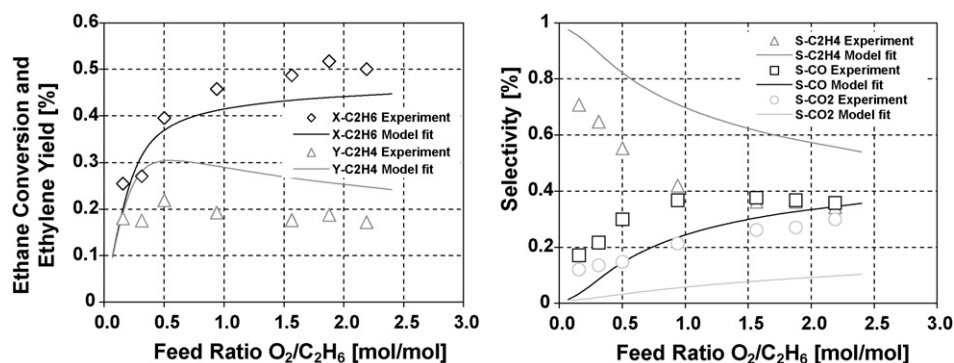 Ethane Conversion and
Ethylene Yield [%]
0.6
0.5
0.4
0.3
0.2
0.1
0
X-C2H6 Experiment
X-C2H6 Model fit
Y-C2H4 Experiment
Y-C2H4 Model fit
0.0 0.5 1.0 1.5 2.0 2.5 3.0
Feed Ratio O₂/C₂H₆ [mol/mol]
Selectivity [%]
1
0.8
0.6
0.4
0.2
0
S-C2H4 Experiment
S-C2H4 Model fit
S-CO Experiment
S-CO Model fit
S-CO2 Experiment
S-CO2 Model fit
0.0 0.5 1.0 1.5 2.0 2.5 3.0
Feed Ratio O₂/C₂H₆ [mol/mol]